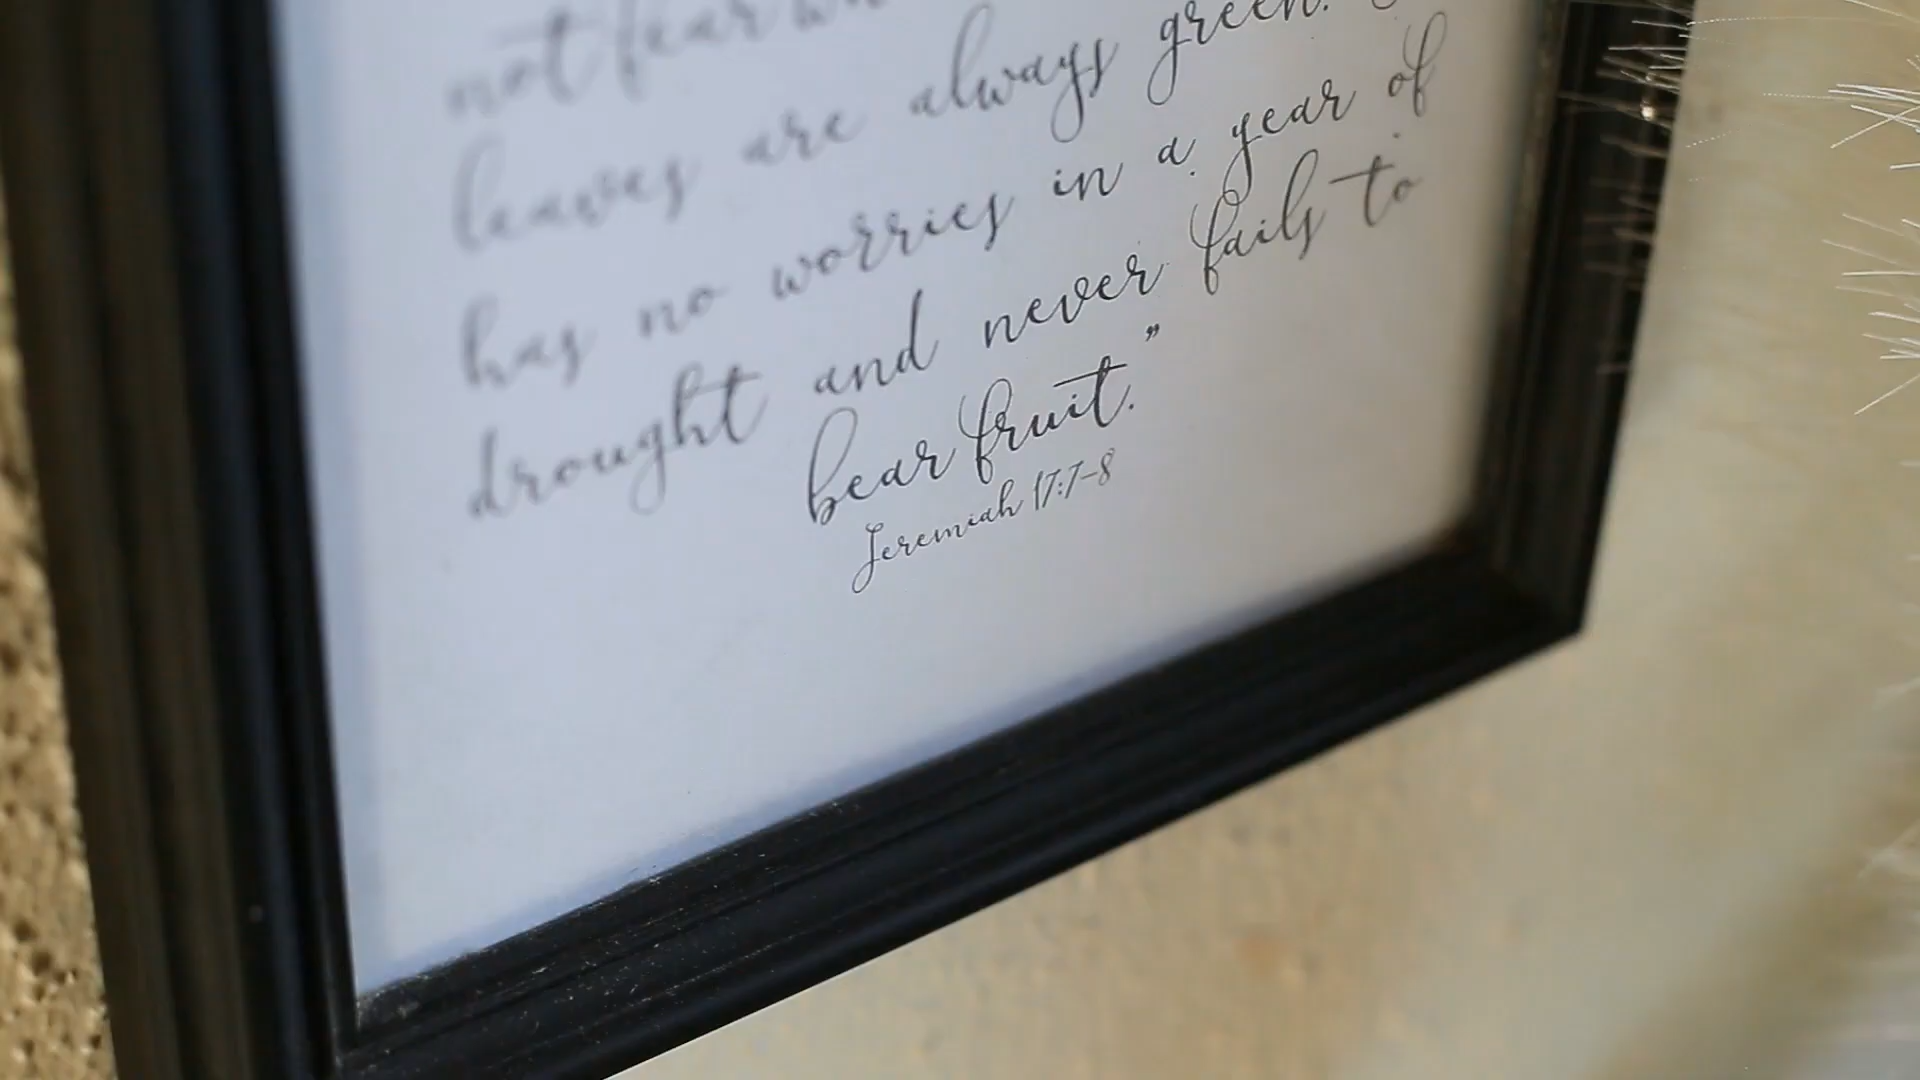 not fear
leaves are always green.
has no worries in a year of
drought and never fails to
bear fruit."
Jeremiah 17:7-8